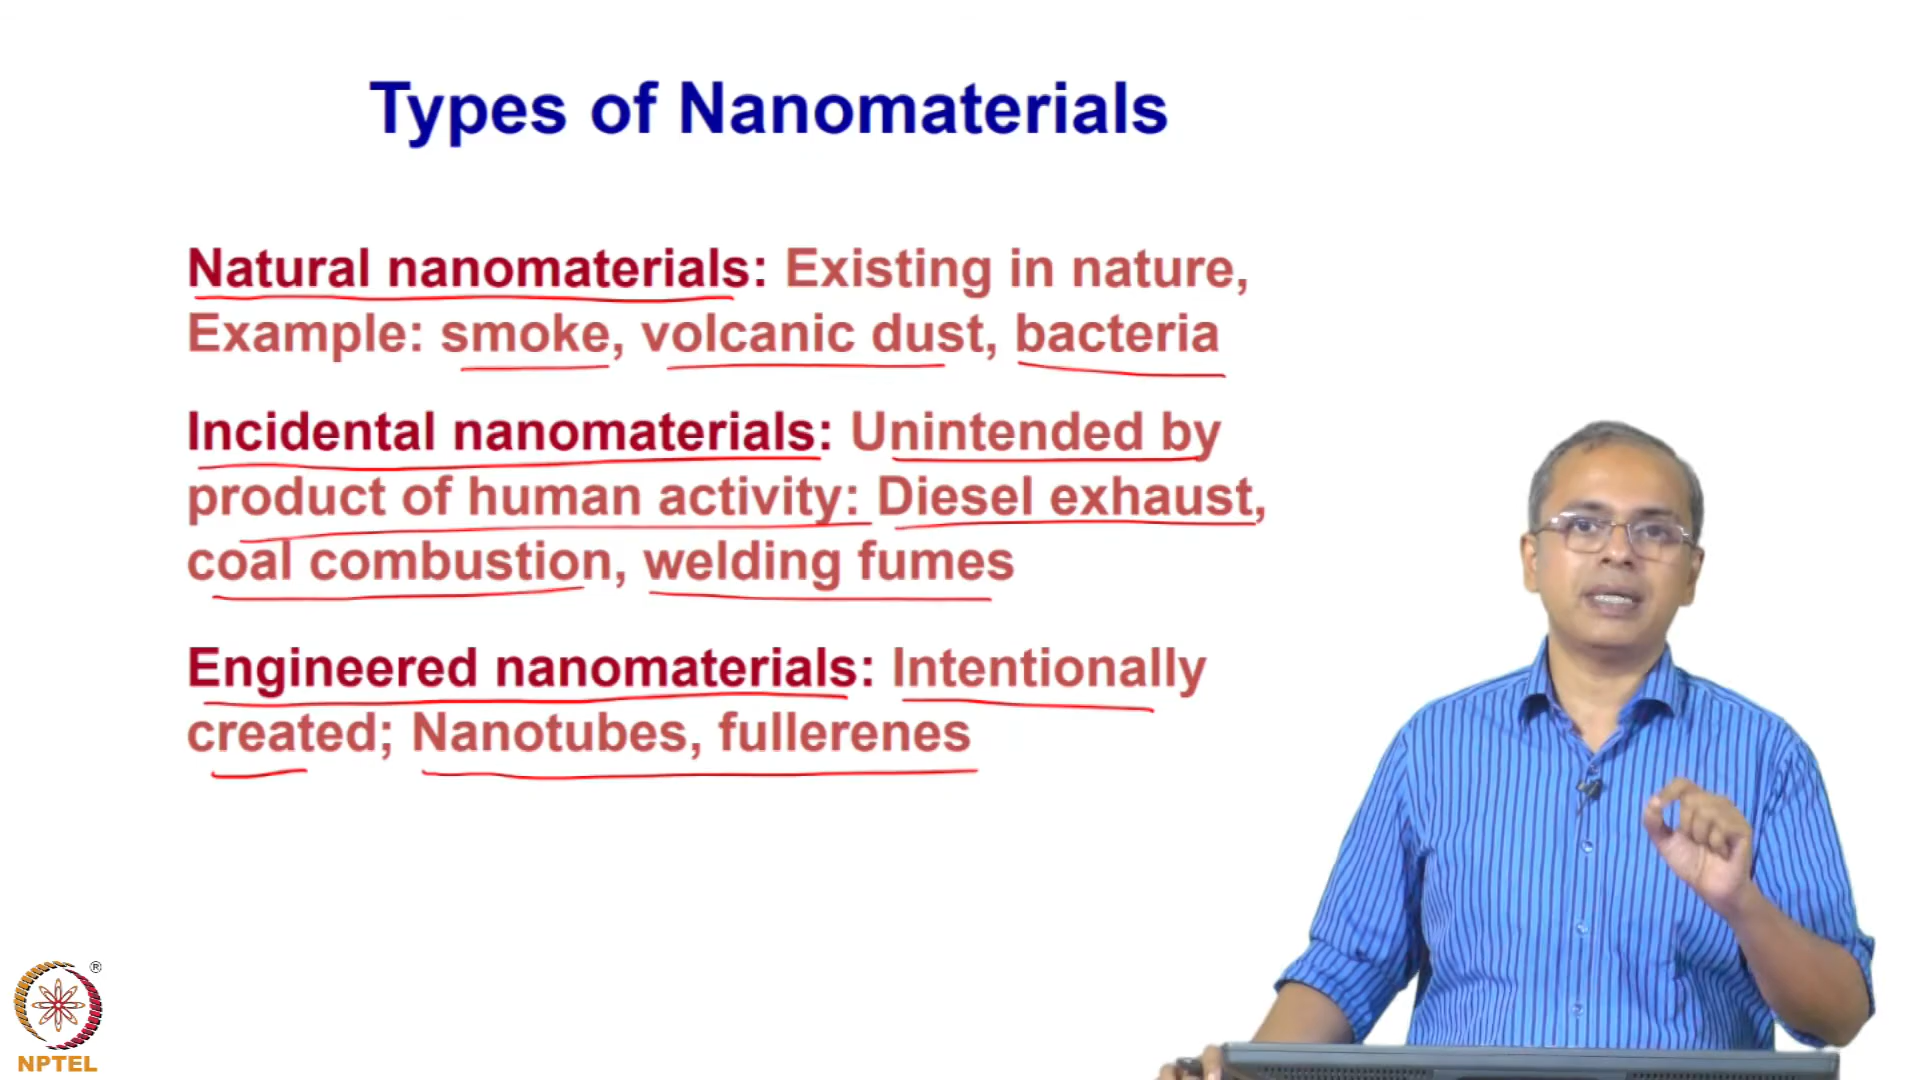 Types of Nanomaterials
Natural nanomaterials: Existing in nature,
Example: smoke, volcanic dust, bacteria
Incidental nanomaterials: Unintended by
product of human activity: Diesel exhaust,
coal combustion, welding fumes
Engineered nanomaterials: Intentionally
created; Nanotubes, fullerenes
®
NPTEL